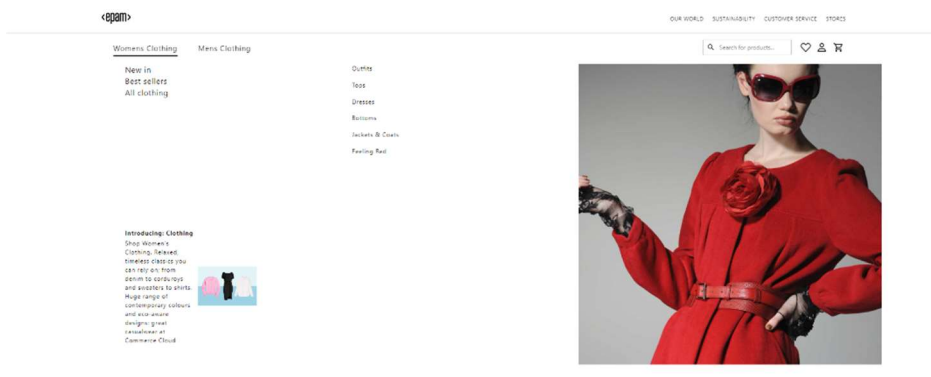 <epam>
OUR WORLD SUSTAINABILITY CUSTOMER SERVICE STORES
Womens Clothing Mens Clothing
Search for products...
New in
Best sellers
All clothing
Outfits
Tops
Dresses
Bottoms
Jackets & Coats
Feeling Red
Introducing: Clothing
Shop Women's
Clothing. Relaxed,
timeless classics you
can rely on: from
denim to corduroys
and sweaters to shirts.
Huge range of
contemporary colours
and eco-aware
designs: great
casualwear at
Commerce Cloud